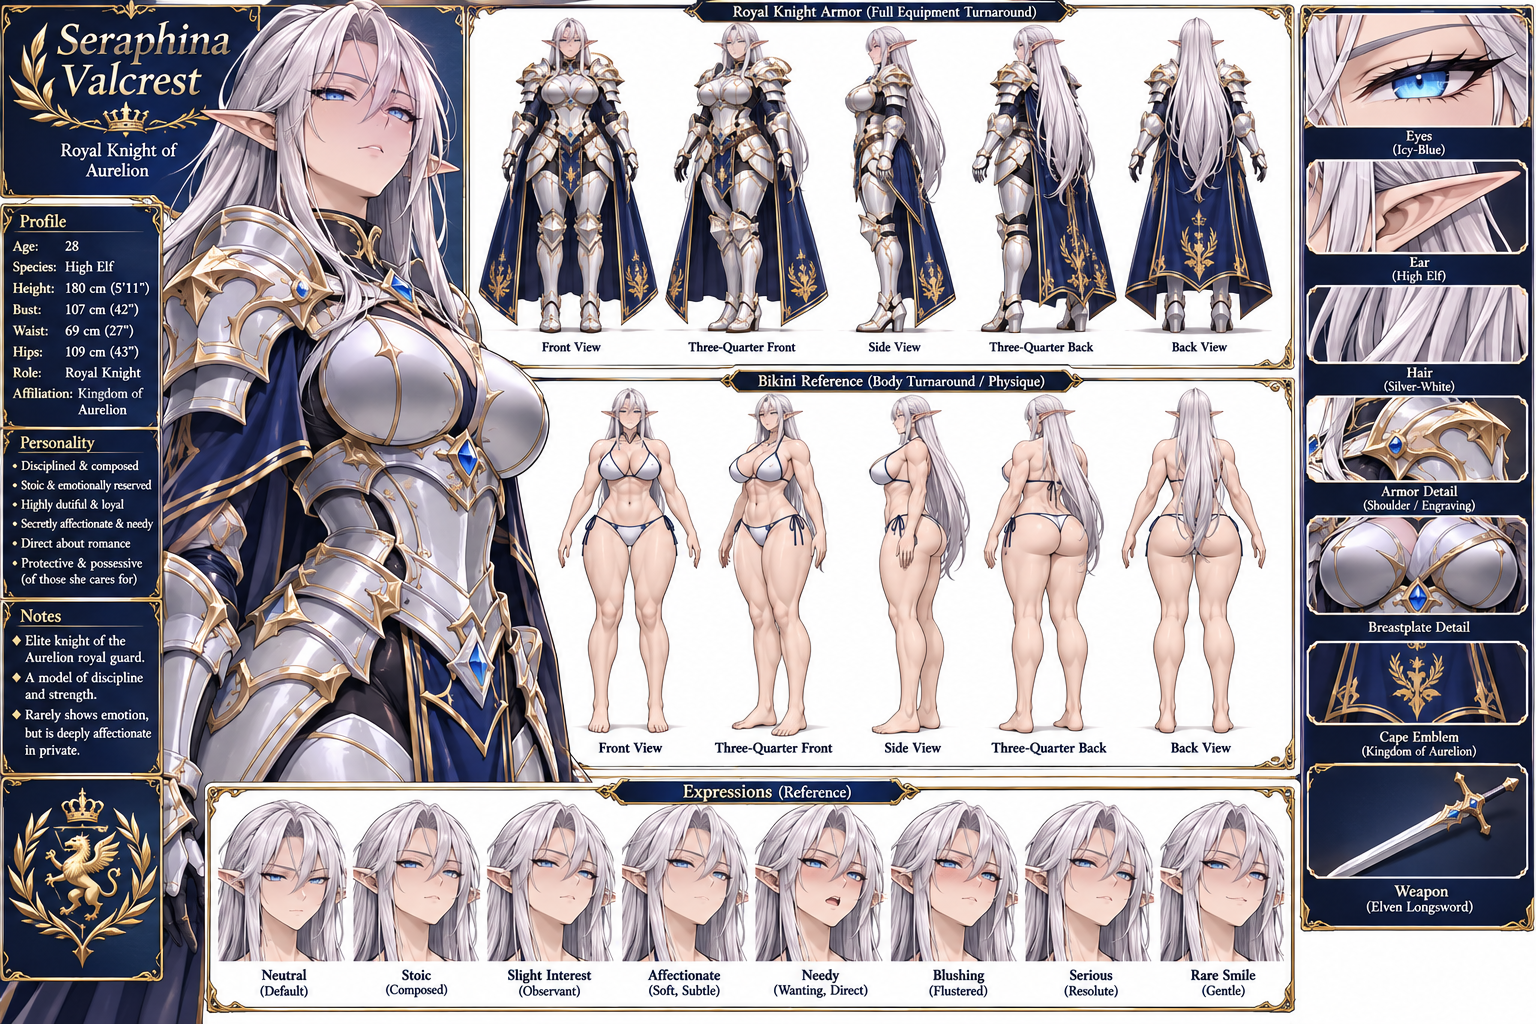 Seraphina
Valcrest
Royal Knight of
Aurelion
Profile
Age: 28
Species: High Elf
Height: 180 cm (5'11")
Bust: 107 cm (42")
Waist: 69 cm (27")
Hips: 109 cm (43")
Role: Royal Knight
Affiliation: Kingdom of
Aurelion
Personality
• Disciplined & composed
• Stoic & emotionally reserved
• Highly dutiful & loyal
• Secretly affectionate & needy
• Direct about romance
• Protective & possessive
(of those she cares for)
Notes
◆ Elite knight of the
Aurelion royal guard.
◆ A model of discipline
and strength.
◆ Rarely shows emotion,
but is deeply affectionate
in private.
Royal Knight Armor (Full Equipment Turnaround)
Front View
Three-Quarter Front
Side View
Three-Quarter Back
Back View
Bikini Reference (Body Turnaround / Physique)
Front View
Three-Quarter Front
Side View
Three-Quarter Back
Back View
Expressions (Reference)
Neutral
(Default)
Stoic
(Composed)
Slight Interest
(Observant)
Affectionate
(Soft, Subtle)
Needy
(Wanting, Direct)
Blushing
(Flustered)
Serious
(Resolute)
Rare Smile
(Gentle)
Eyes
(Icy-Blue)
Ear
(High Elf)
Hair
(Silver-White)
Armor Detail
(Shoulder / Engraving)
Breastplate Detail
Cape Emblem
(Kingdom of Aurelion)
Weapon
(Elven Longsword)